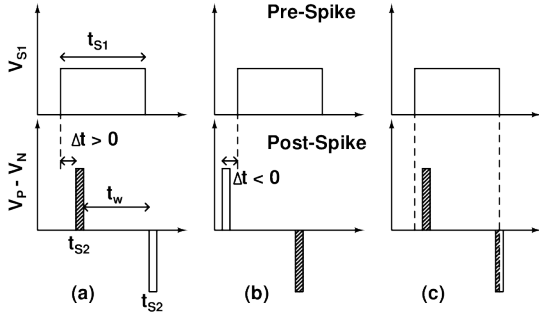 Pre-Spike
V_S1
t_S1
Δt > 0
Post-Spike
Δt < 0
V_P - V_N
t_w
t_S2
t_S2
(a)
(b)
(c)